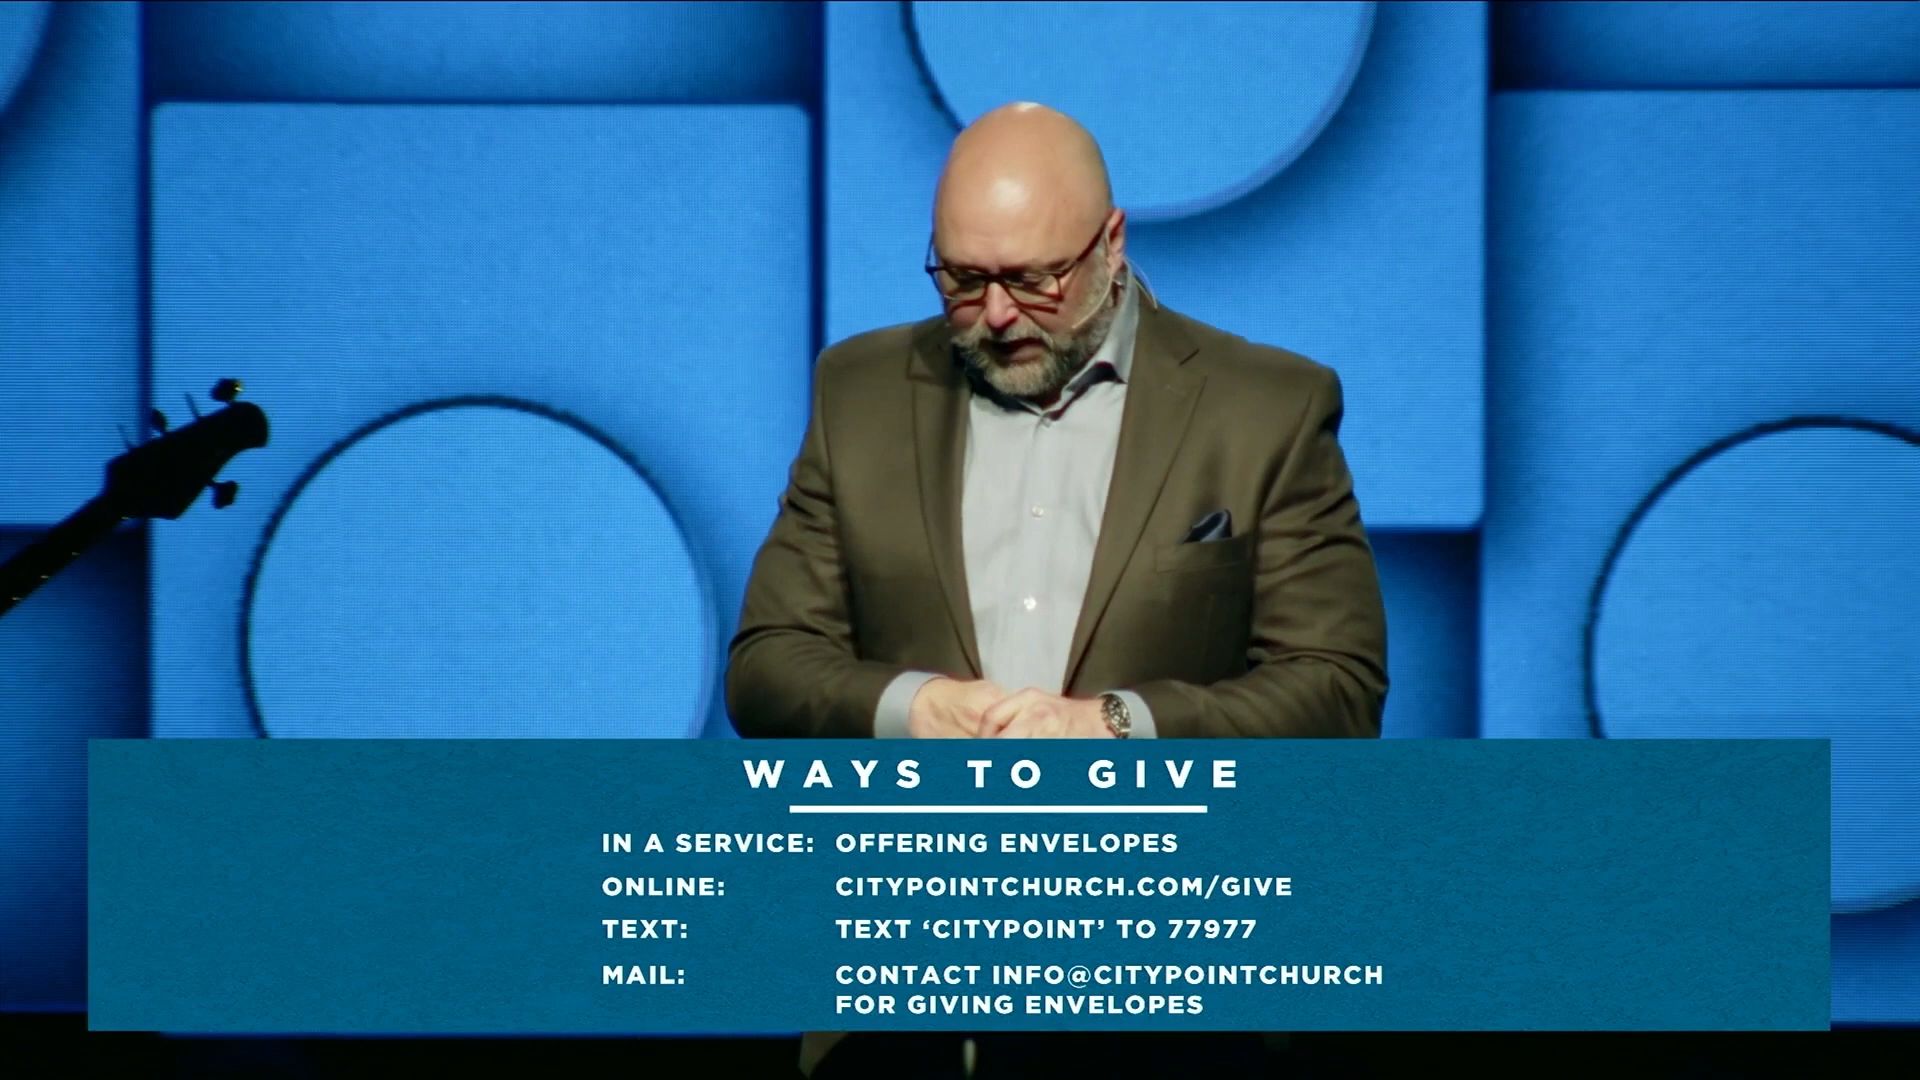 WAYS TO GIVE
IN A SERVICE: OFFERING ENVELOPES
ONLINE: CITYPOINTCHURCH.COM/GIVE
TEXT: TEXT ‘CITYPOINT’ TO 77977
MAIL: CONTACT INFO@CITYPOINTCHURCH
FOR GIVING ENVELOPES